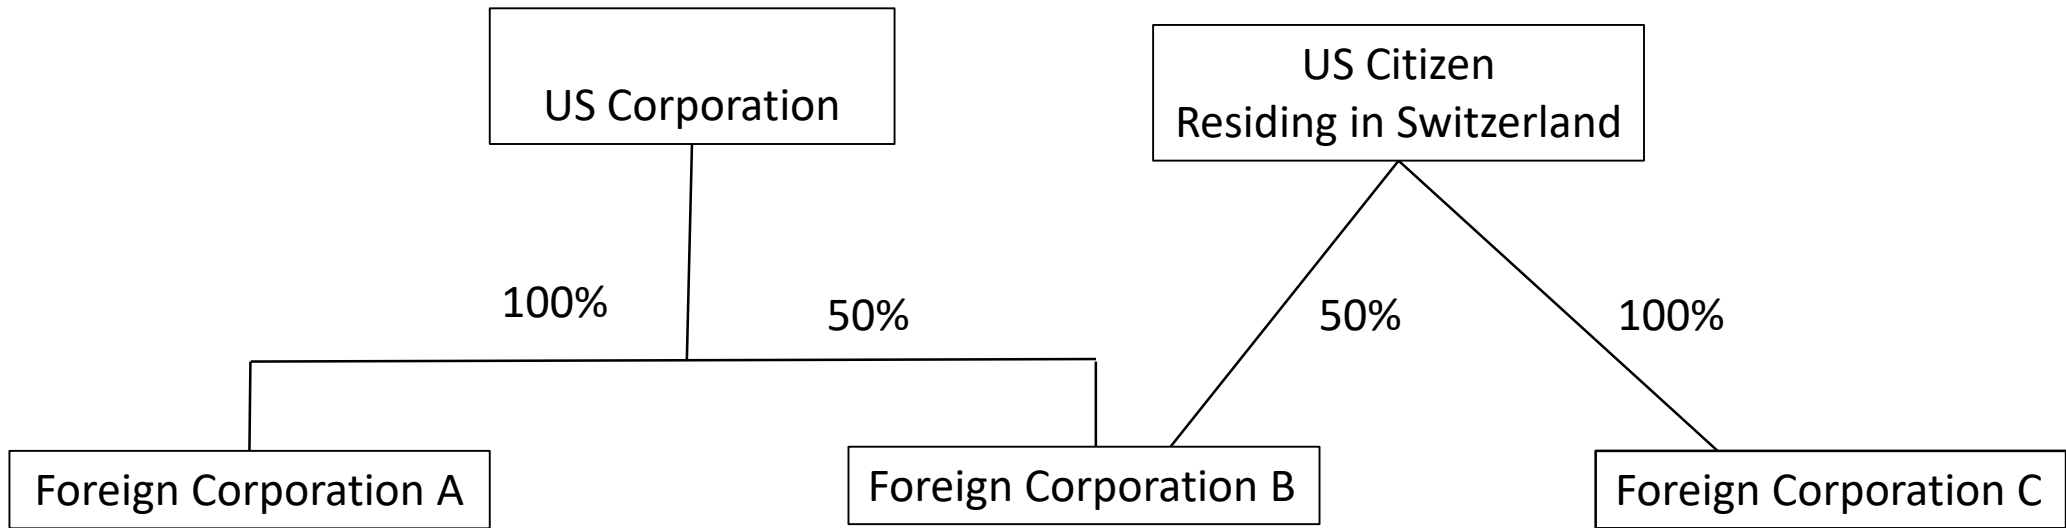 US Corporation
US Citizen
Residing in Switzerland
100%
50%
50%
100%
Foreign Corporation A
Foreign Corporation B
Foreign Corporation C